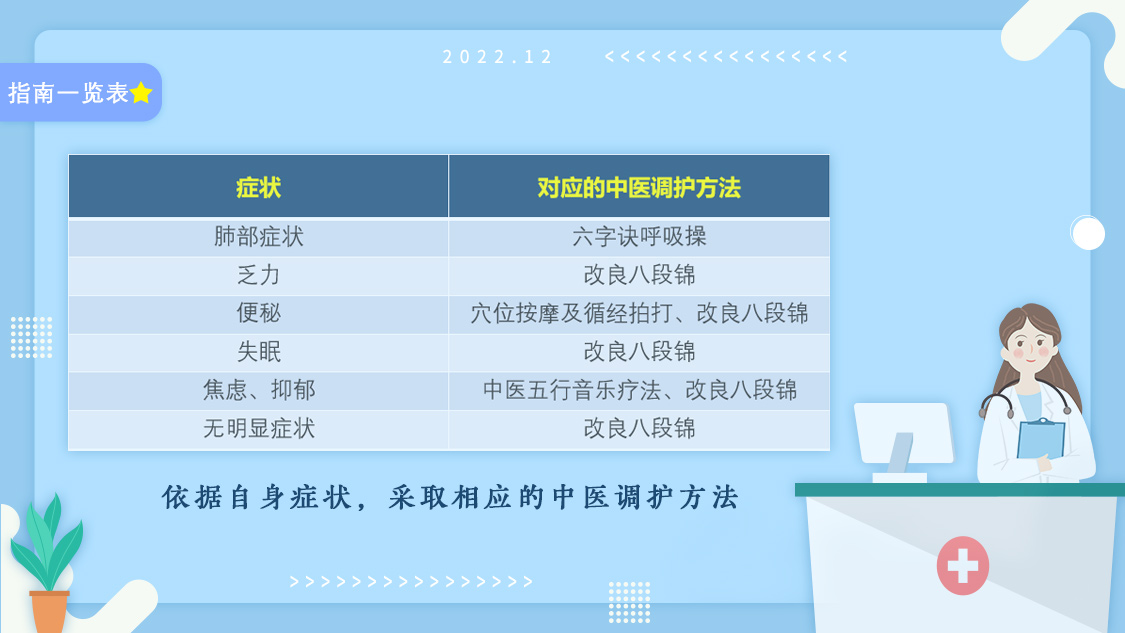 2022.12 <<<<<<<<<<<<<<<<
指南一览表
症状 对应的中医调护方法
肺部症状 六字诀呼吸操
乏力 改良八段锦
便秘 穴位按摩及循经拍打、改良八段锦
失眠 改良八段锦
焦虑、抑郁 中医五行音乐疗法、改良八段锦
无明显症状 改良八段锦
依据自身症状，采取相应的中医调护方法
>>>>>>>>>>>>>>>>